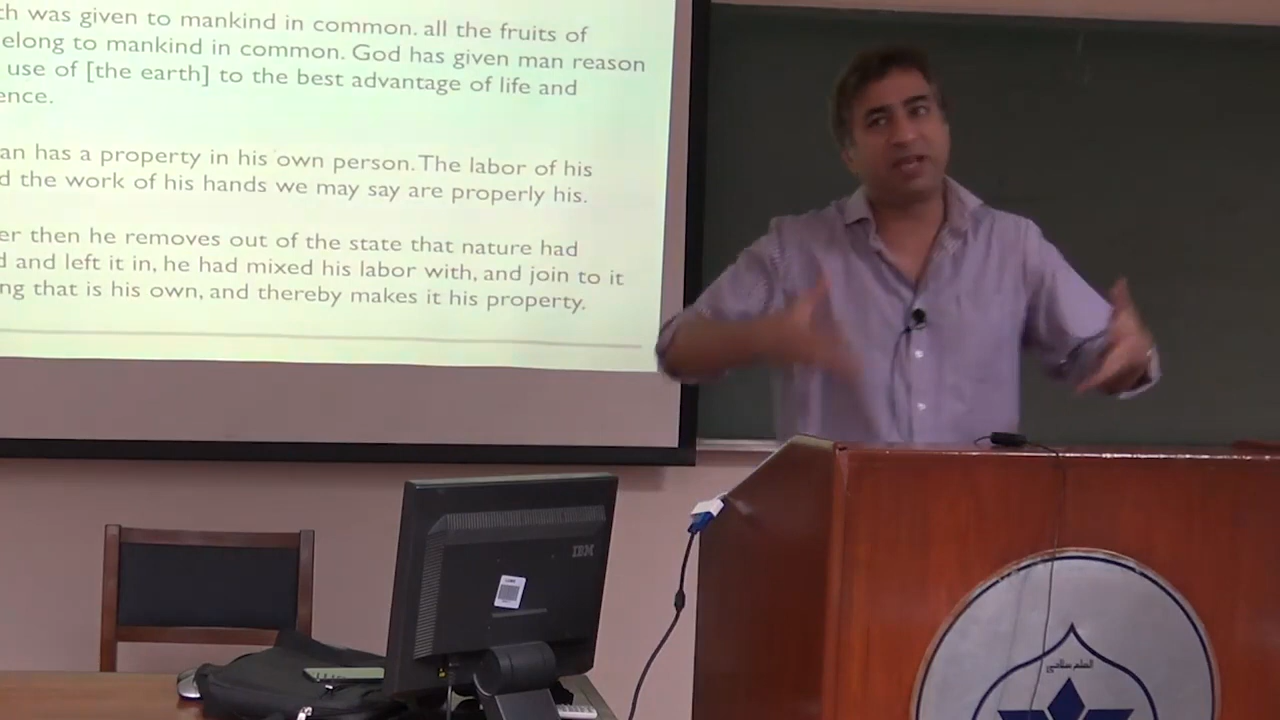 th was given to mankind in common. all the fruits of
elong to mankind in common. God has given man reason
use of [the earth] to the best advantage of life and
ence.
an has a property in his own person. The labor of his
d the work of his hands we may say are properly his.
er then he removes out of the state that nature had
d and left it in, he had mixed his labor with, and join to it
ng that is his own, and thereby makes it his property.
IBM